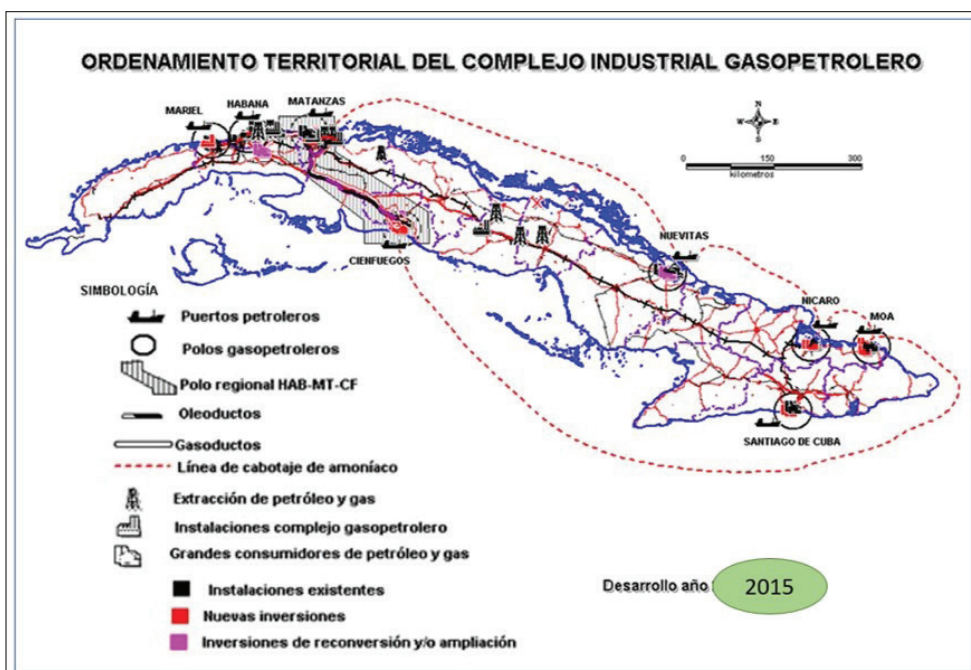 ORDENAMIENTO TERRITORIAL DEL COMPLEJO INDUSTRIAL GASOPETROLERO
MARIEL
HABANA
MATANZAS
N
W E
S
0 150 300
kilometros
CIENFUEGOS
NUEVITAS
NICARO
MOA
SANTIAGO DE CUBA
SIMBOLOGÍA
Puertos petroleros
Polos gasopetroleros
Polo regional HAB-MT-CF
Oleoductos
Gasoductos
Línea de cabotaje de amoníaco
Extracción de petróleo y gas
Instalaciones complejo gasopetrolero
Grandes consumidores de petróleo y gas
Instalaciones existentes
Nuevas inversiones
Inversiones de reconversión y/o ampliación
Desarrollo año : 2015